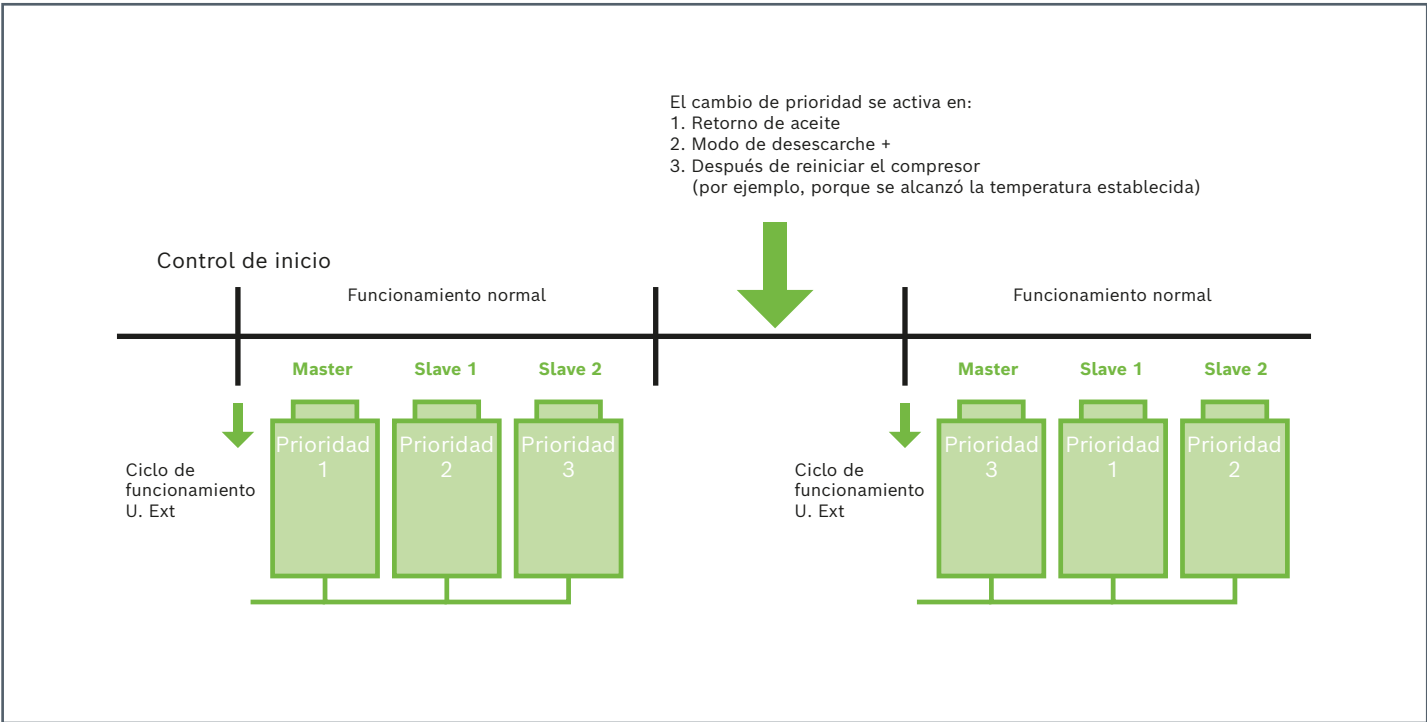 El cambio de prioridad se activa en:
1. Retorno de aceite
2. Modo de desescarche +
3. Después de reiniciar el compresor
(por ejemplo, porque se alcanzó la temperatura establecida)
Control de inicio
Funcionamiento normal
Funcionamiento normal
Master
Slave 1
Slave 2
Master
Slave 1
Slave 2
Prioridad
1
Prioridad
2
Prioridad
3
Ciclo de
funcionamiento
U. Ext
Prioridad
3
Prioridad
1
Prioridad
2
Ciclo de
funcionamiento
U. Ext